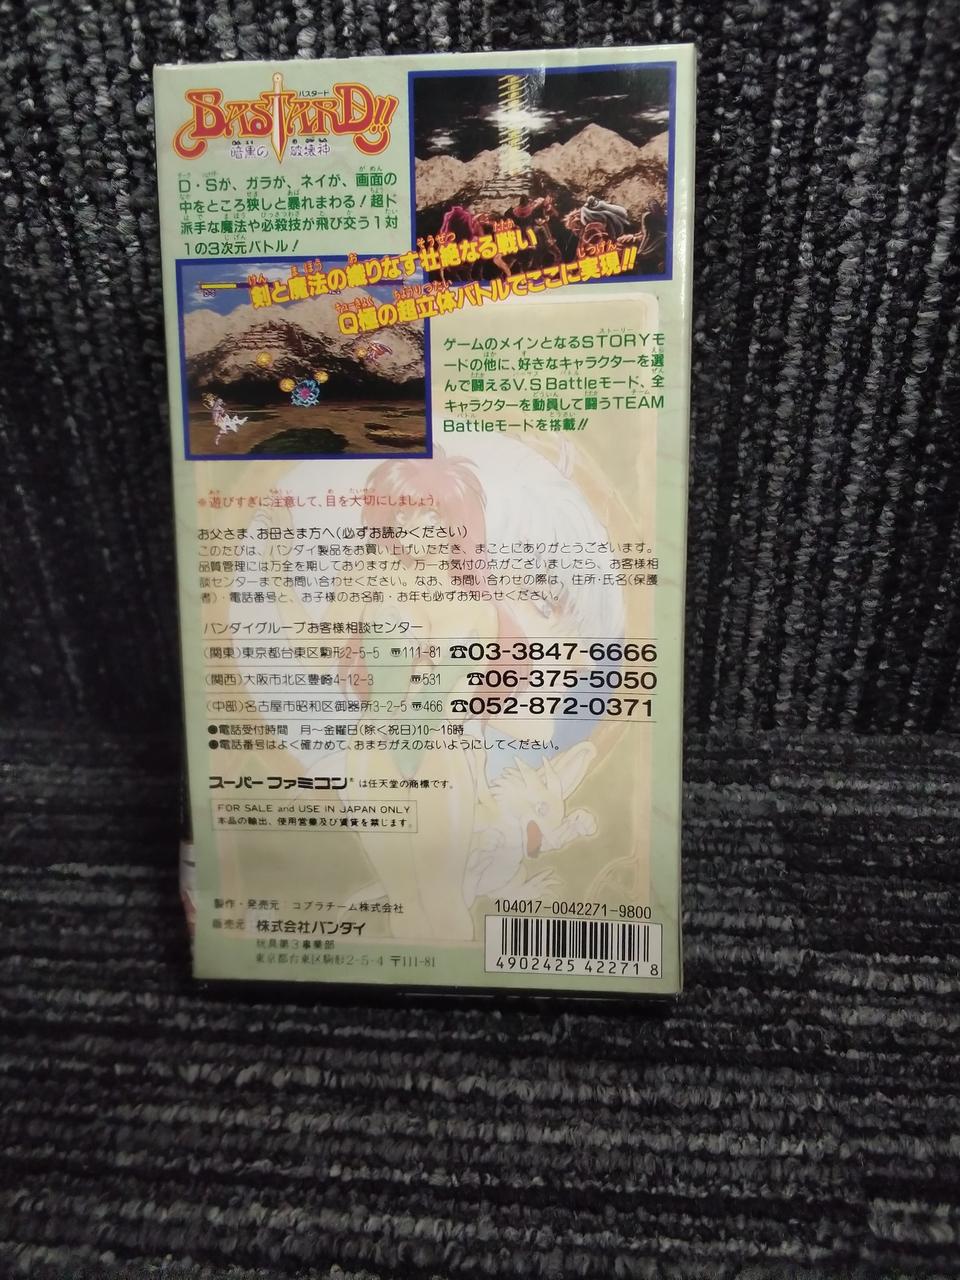 BASTARD!!
バスタード
暗黒の破壊神
D・Sが、ガラが、ネイが、画面の
中をところ狭しと暴れまわる!超ド
派手な魔法や必殺技が飛び交う1対
1の3次元バトル!
剣と魔法の織りなす壮絶なる戦い
Q極の超立体バトルでここに実現!!
ゲームのメインとなるSTORYモ
ードの他に、好きなキャラクターを選
んで闘えるV.S Battleモード、全
キャラクターを動員して闘うTEAM
Battleモードを搭載!!
※遊びすぎに注意して、目を大切にしましょう。
お父さま、お母さま方へ(必ずお読みください)
このたびは、バンダイ製品をお買い上げいただき、まことにありがとうございます。
品質管理には万全を期しておりますが、万一お気付の点がございましたら、お客様相
談センターまでお問い合わせください。なお、お問い合わせの際は、住所・氏名(保護
者)・電話番号と、お子様のお名前・お年も必ずお知らせください。
バンダイグループお客様相談センター
(関東)東京都台東区駒形2-5-5 〒111-81 ☎03-3847-6666
(関西)大阪市北区豊崎4-12-3 〒531 ☎06-375-5050
(中部)名古屋市昭和区御器所3-2-5 〒466 ☎052-872-0371
●電話受付時間 月〜金曜日(除く祝日)10〜16時
●電話番号はよく確かめて、おまちがえのないようにしてください。
スーパーファミコン®は任天堂の商標です。
FOR SALE and USE IN JAPAN ONLY
本品の輸出、使用営業及び賃貸を禁じます。
製作・発売元:コブラチーム株式会社
販売元:株式会社バンダイ
玩具第3事業部
東京都台東区駒形2-5-4 〒111-81
104017-0042271-9800
4902425422718